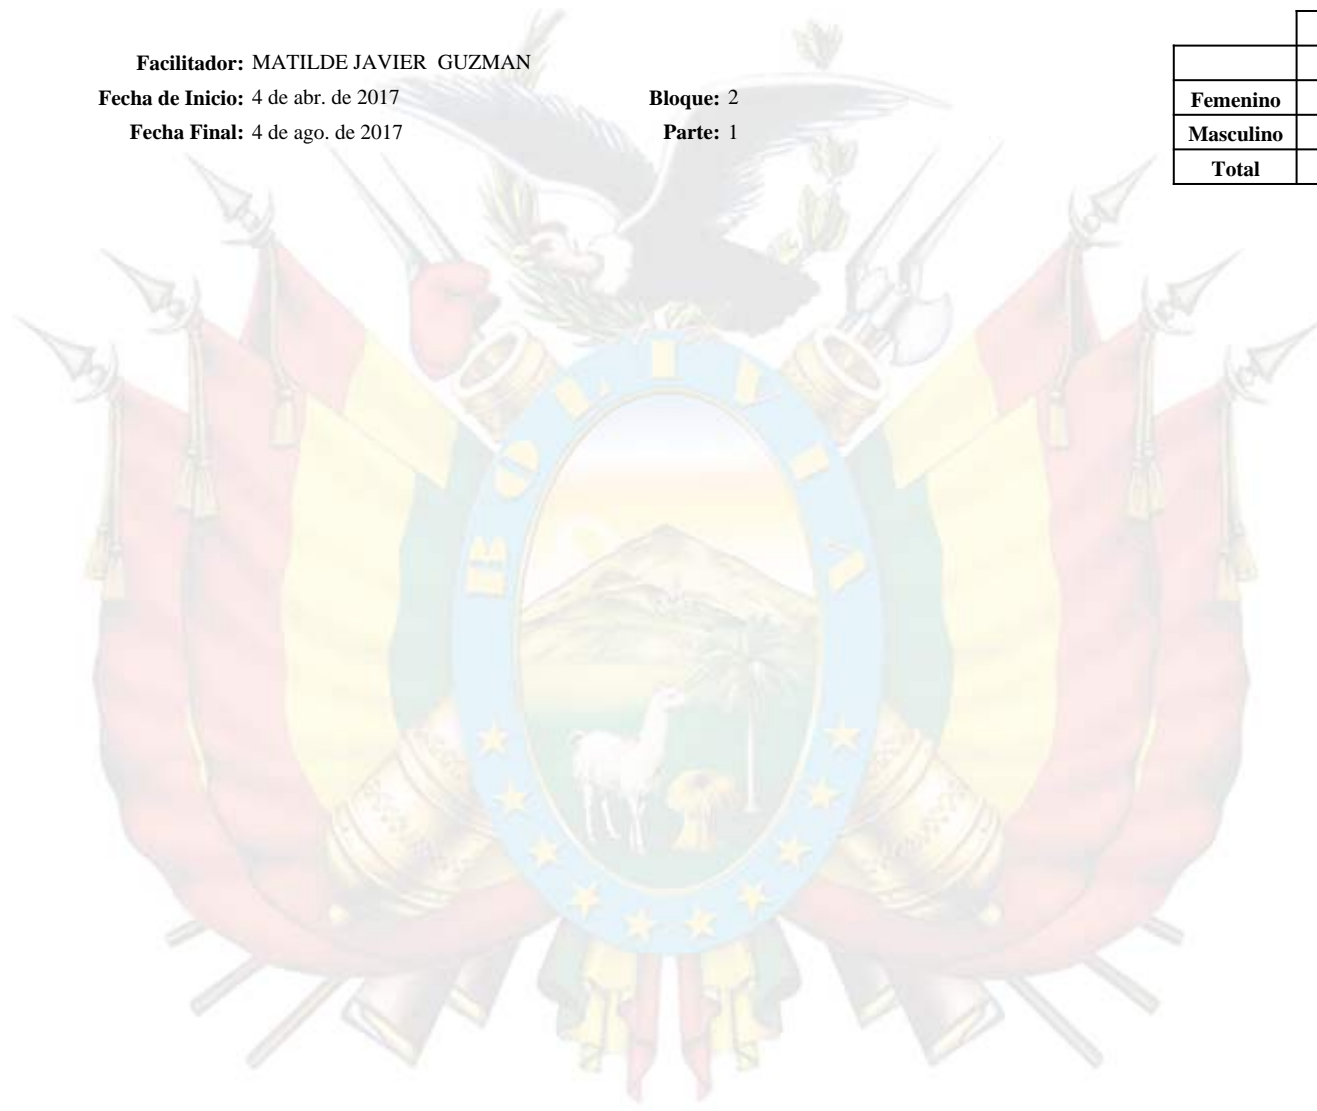 Facilitador: MATILDE JAVIER GUZMAN
Fecha de Inicio: 4 de abr. de 2017 Bloque: 2
Fecha Final: 4 de ago. de 2017 Parte: 1
Femenino
Masculino
Total
BOLIVIA